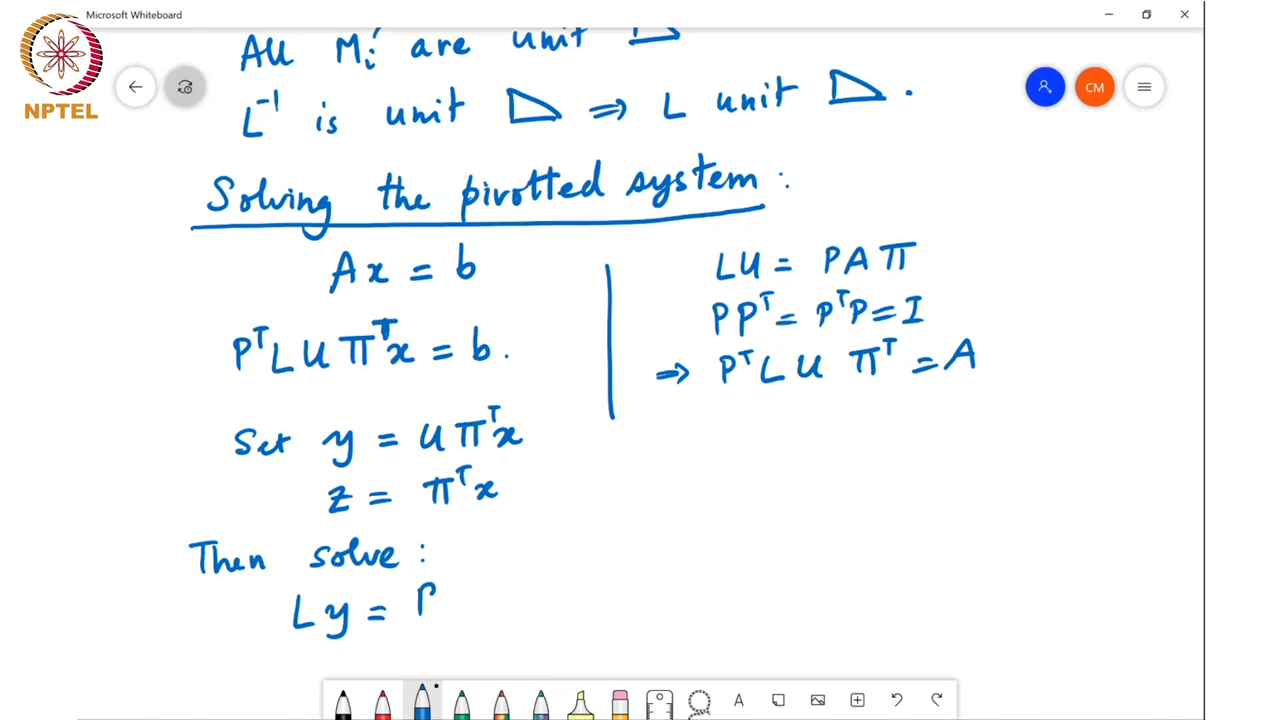 Microsoft Whiteboard
NPTEL
CM
All Mᵢ' are unit
L⁻¹ is unit ⇒ L unit .
Solving the pivotted system :
Ax = b
PᵀLUΠᵀx = b.
Set y = UΠᵀx
z = Πᵀx
Then solve :
Ly = P
LU = PAΠ
PPᵀ = PᵀP = I
⇒ PᵀLUΠᵀ = A
A